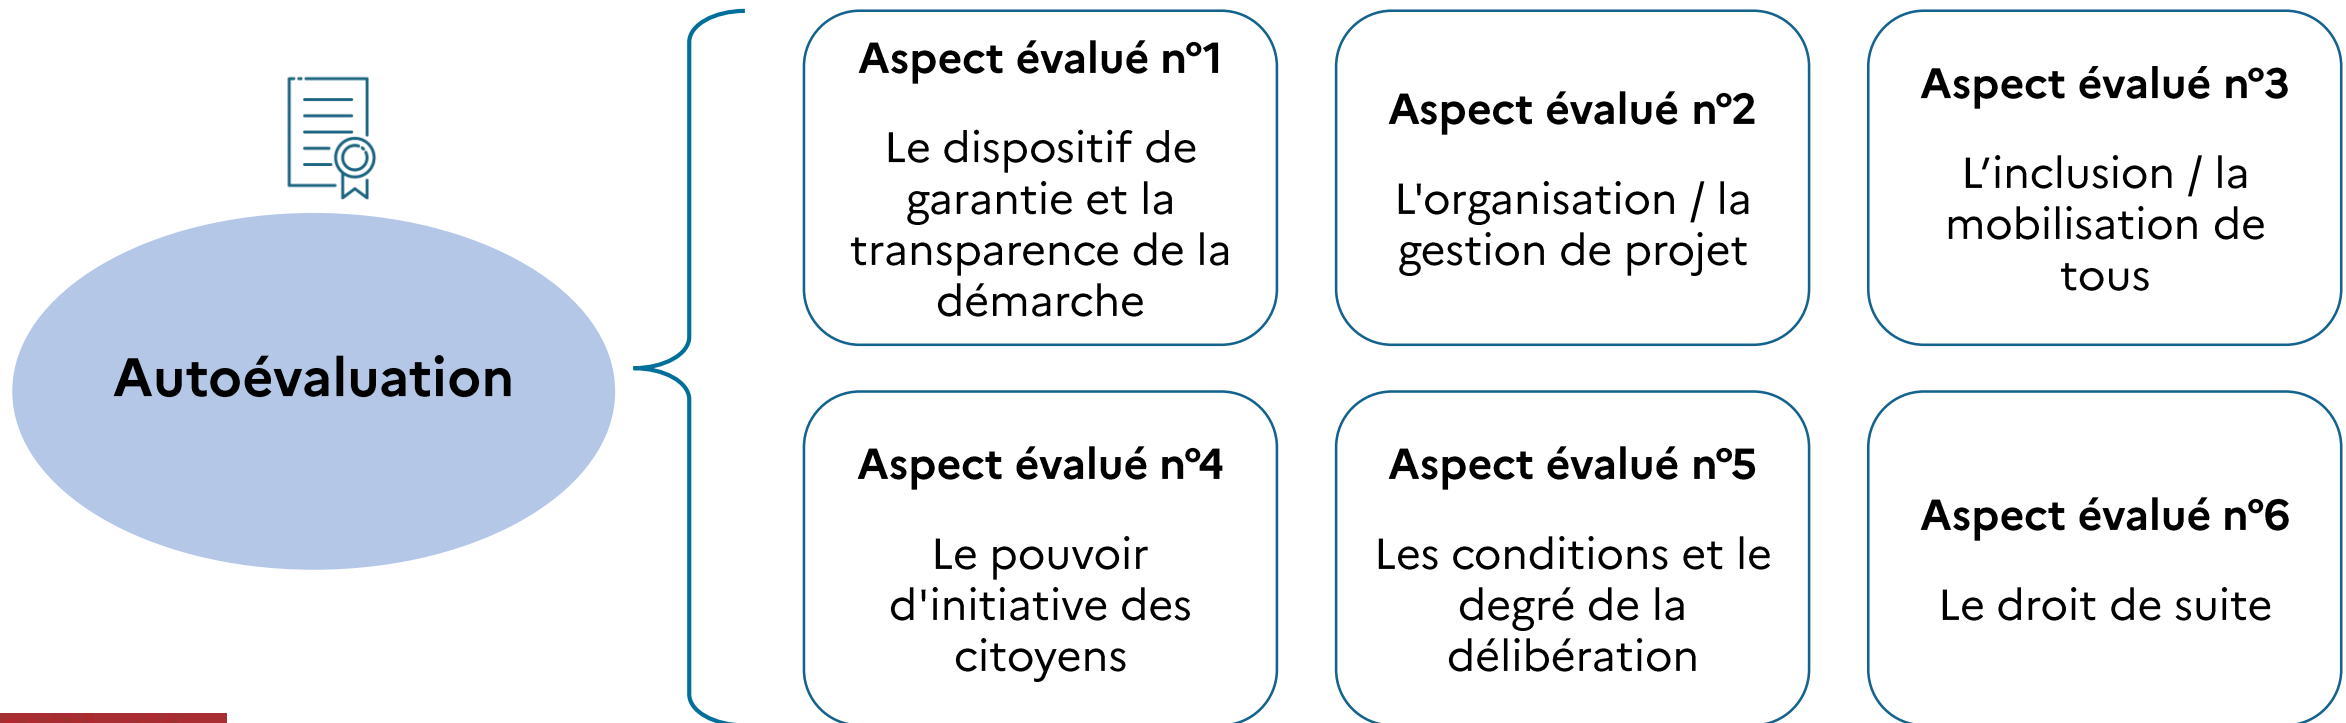 Autoévaluation
Aspect évalué n°1
Le dispositif de
garantie et la
transparence de la
démarche
Aspect évalué n°2
L'organisation / la
gestion de projet
Aspect évalué n°3
L’inclusion / la
mobilisation de
tous
Aspect évalué n°4
Le pouvoir
d'initiative des
citoyens
Aspect évalué n°5
Les conditions et le
degré de la
délibération
Aspect évalué n°6
Le droit de suite